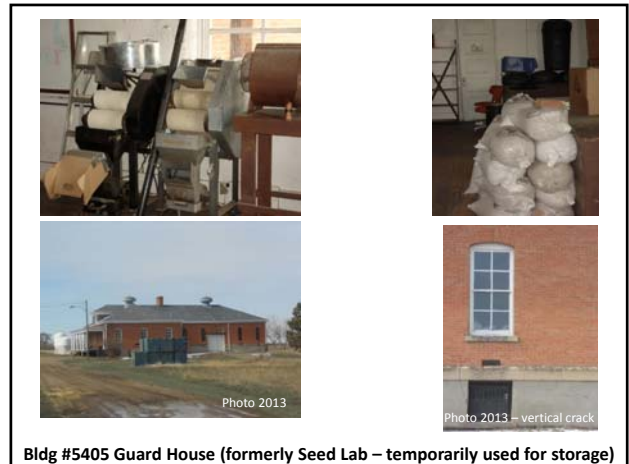 Photo 2013
Photo 2013 – vertical crack
Bldg #5405 Guard House (formerly Seed Lab – temporarily used for storage)